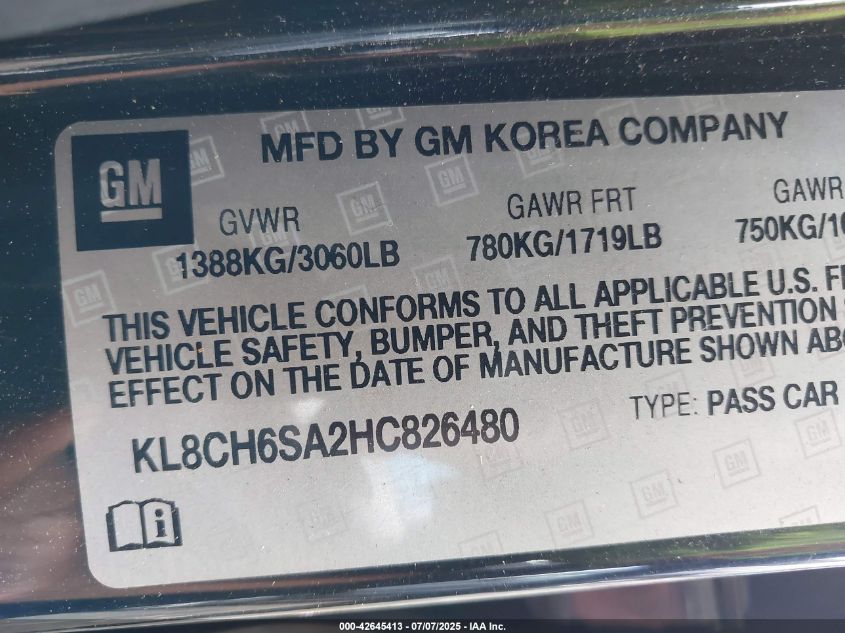 MFD BY GM KOREA COMPANY
GM
GVWR GAWR FRT GAWR
1388KG/3060LB 780KG/1719LB 750KG/
THIS VEHICLE CONFORMS TO ALL APPLICABLE U.S.
VEHICLE SAFETY, BUMPER, AND THEFT PREVENTION
EFFECT ON THE DATE OF MANUFACTURE SHOWN
KL8CH6SA2HC826480 TYPE: PASS CAR
000-42645413 - 07/07/2025 - IAA Inc.